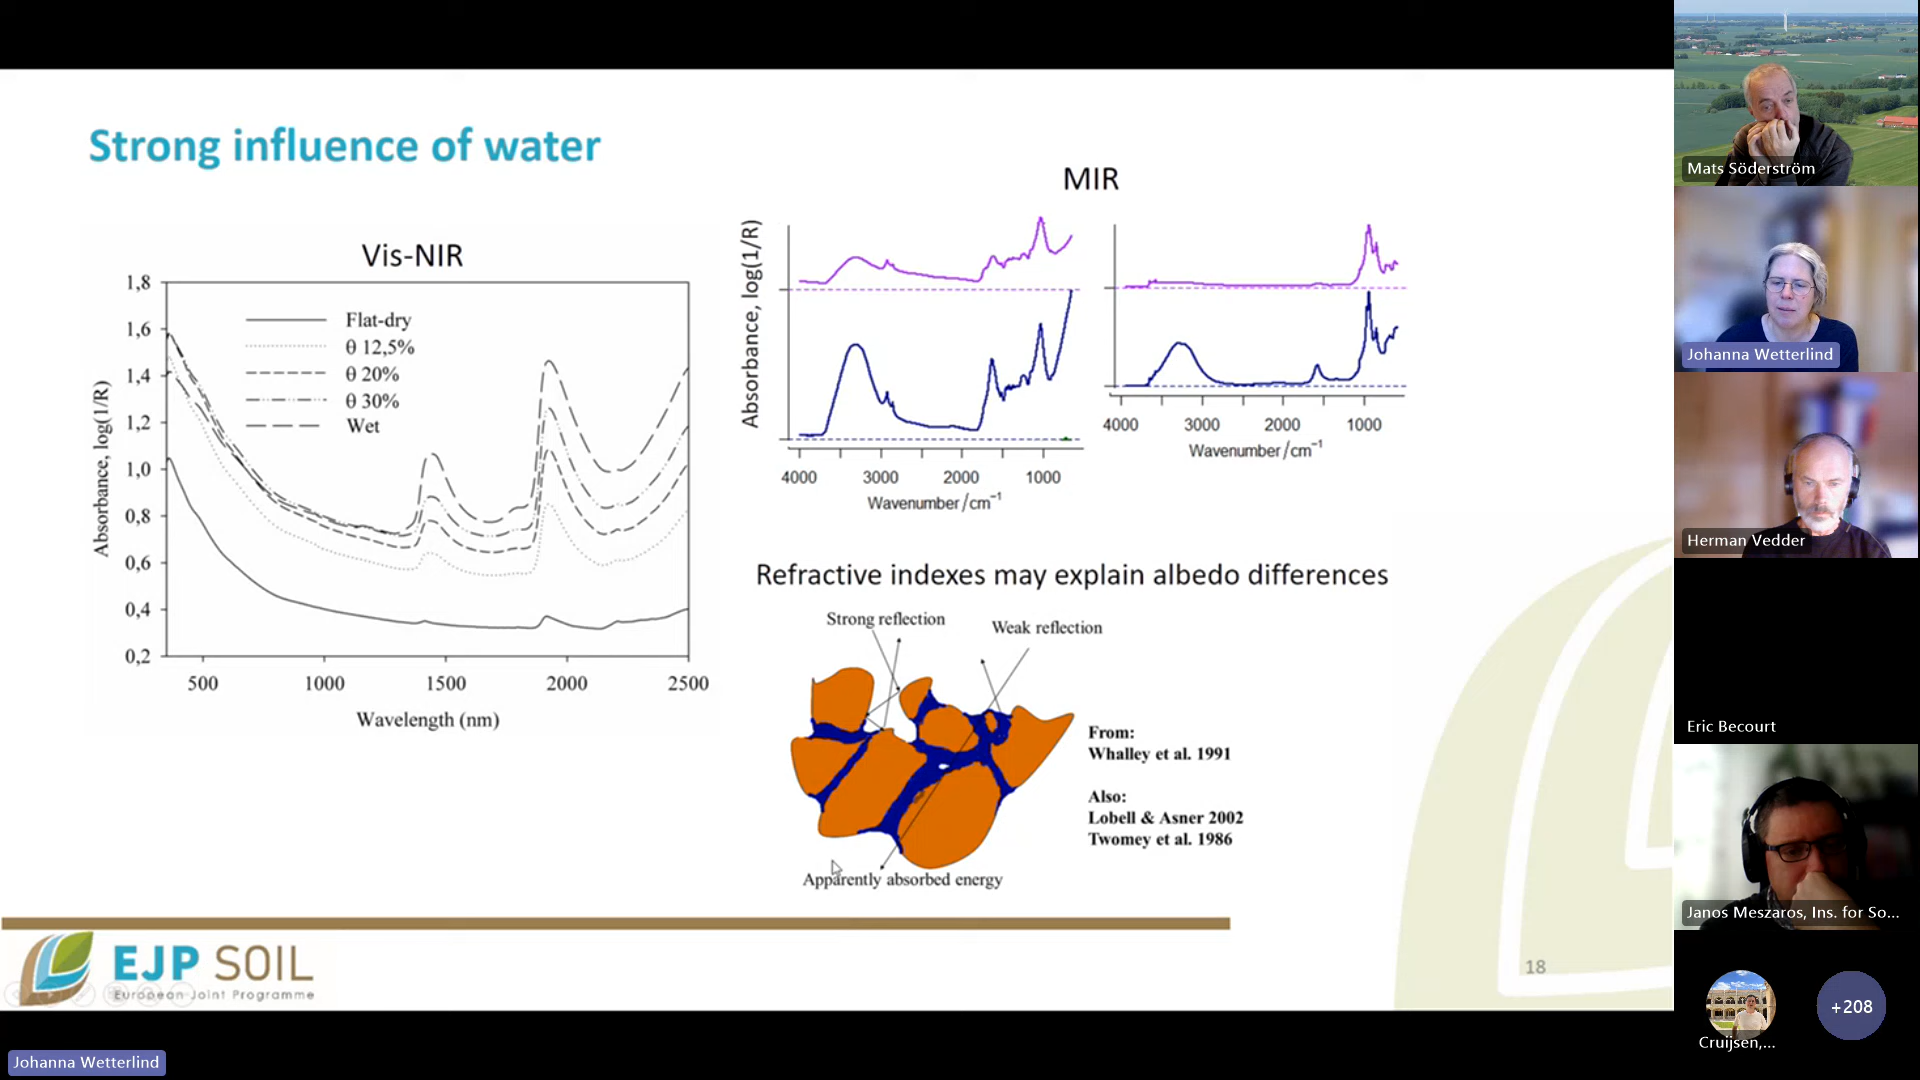 Strong influence of water
Vis-NIR
1,8
1,6
1,4
1,2
1,0
0,8
0,6
0,4
0,2
Absorbance, log(1/R)
Flat-dry
θ 12,5%
θ 20%
θ 30%
Wet
500 1000 1500 2000 2500
Wavelength (nm)
MIR
Absorbance, log(1/R)
4000 3000 2000 1000
Wavenumber/cm⁻¹
4000 3000 2000 1000
Wavenumber/cm⁻¹
Refractive indexes may explain albedo differences
Strong reflection
Weak reflection
Apparently absorbed energy
From:
Whalley et al. 1991
Also:
Lobell & Asner 2002
Twomey et al. 1986
EJP SOIL
European Joint Programme
18
Johanna Wetterlind
Mats Söderström
Johanna Wetterlind
Herman Vedder
Eric Becourt
Janos Meszaros, Ins. for So...
Cruijsen,...
+208